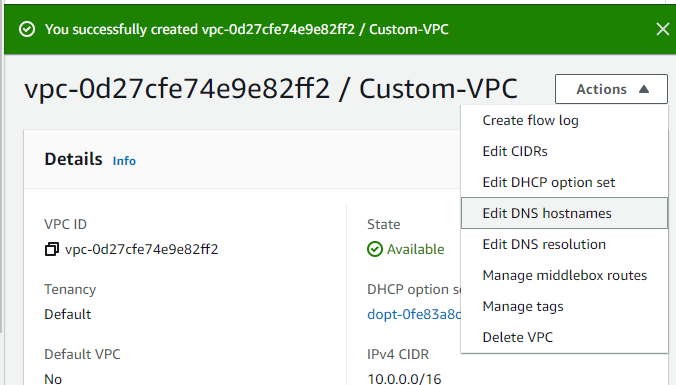 You successfully created vpc-0d27cfe74e9e82ff2 / Custom-VPC
vpc-0d27cfe74e9e82ff2 / Custom-VPC
Actions
Create flow log
Edit CIDRs
Edit DHCP option set
Edit DNS hostnames
Edit DNS resolution
Manage middlebox routes
Manage tags
Delete VPC
Details Info
VPC ID
vpc-0d27cfe74e9e82ff2
State
Available
Tenancy
Default
DHCP option
dopt-0fe83a8
Default VPC
No
IPv4 CIDR
10.0.0.0/16